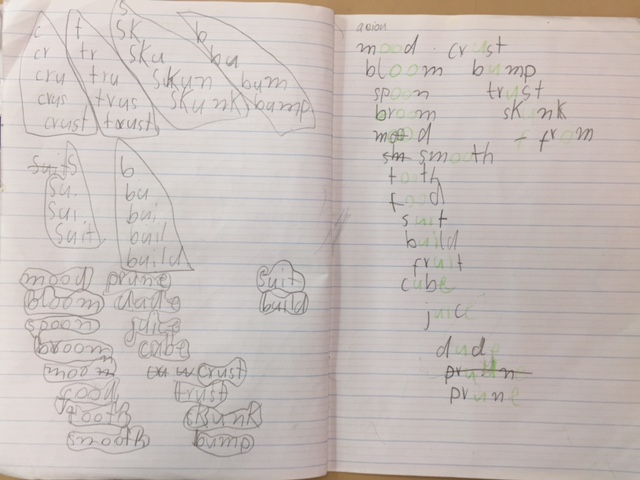 c t s b
cr tr sk bu
cru tru sku bum
crus trus skun bump
crust trust skunk
suits b
su bu
sui bui
suit buil
build
mood prune suit
bloom dude build
spoon juice
broom cube
moon crust
food trust
tooth skunk
smooth bump
mood crust
bloom bump
spoon trust
broom skunk
mood f from
sm smooth
tooth
food
suit
build
fruit
cube
juice
dude
prune